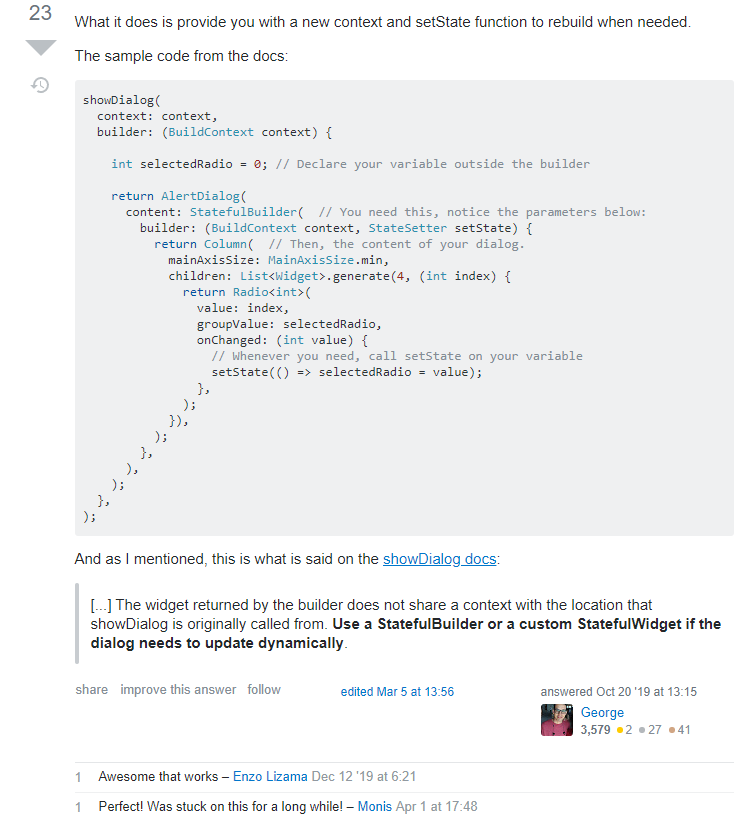 23
What it does is provide you with a new context and setState function to rebuild when needed.
The sample code from the docs:
showDialog(
  context: context,
  builder: (BuildContext context) {

    int selectedRadio = 0; // Declare your variable outside the builder

    return AlertDialog(
      content: StatefulBuilder(  // You need this, notice the parameters below:
        builder: (BuildContext context, StateSetter setState) {
          return Column(  // Then, the content of your dialog.
            mainAxisSize: MainAxisSize.min,
            children: List<Widget>.generate(4, (int index) {
              return Radio<int>(
                value: index,
                groupValue: selectedRadio,
                onChanged: (int value) {
                  // Whenever you need, call setState on your variable
                  setState(() => selectedRadio = value);
                },
              );
            }),
          );
        },
      ),
    );
  },
);
And as I mentioned, this is what is said on the showDialog docs:
[...] The widget returned by the builder does not share a context with the location that
showDialog is originally called from. Use a StatefulBuilder or a custom StatefulWidget if the
dialog needs to update dynamically.
share improve this answer follow
edited Mar 5 at 13:56
answered Oct 20 '19 at 13:15
George
3,579 ●2 ●27 ●41
1 Awesome that works – Enzo Lizama Dec 12 '19 at 6:21
1 Perfect! Was stuck on this for a long while! – Monis Apr 1 at 17:48